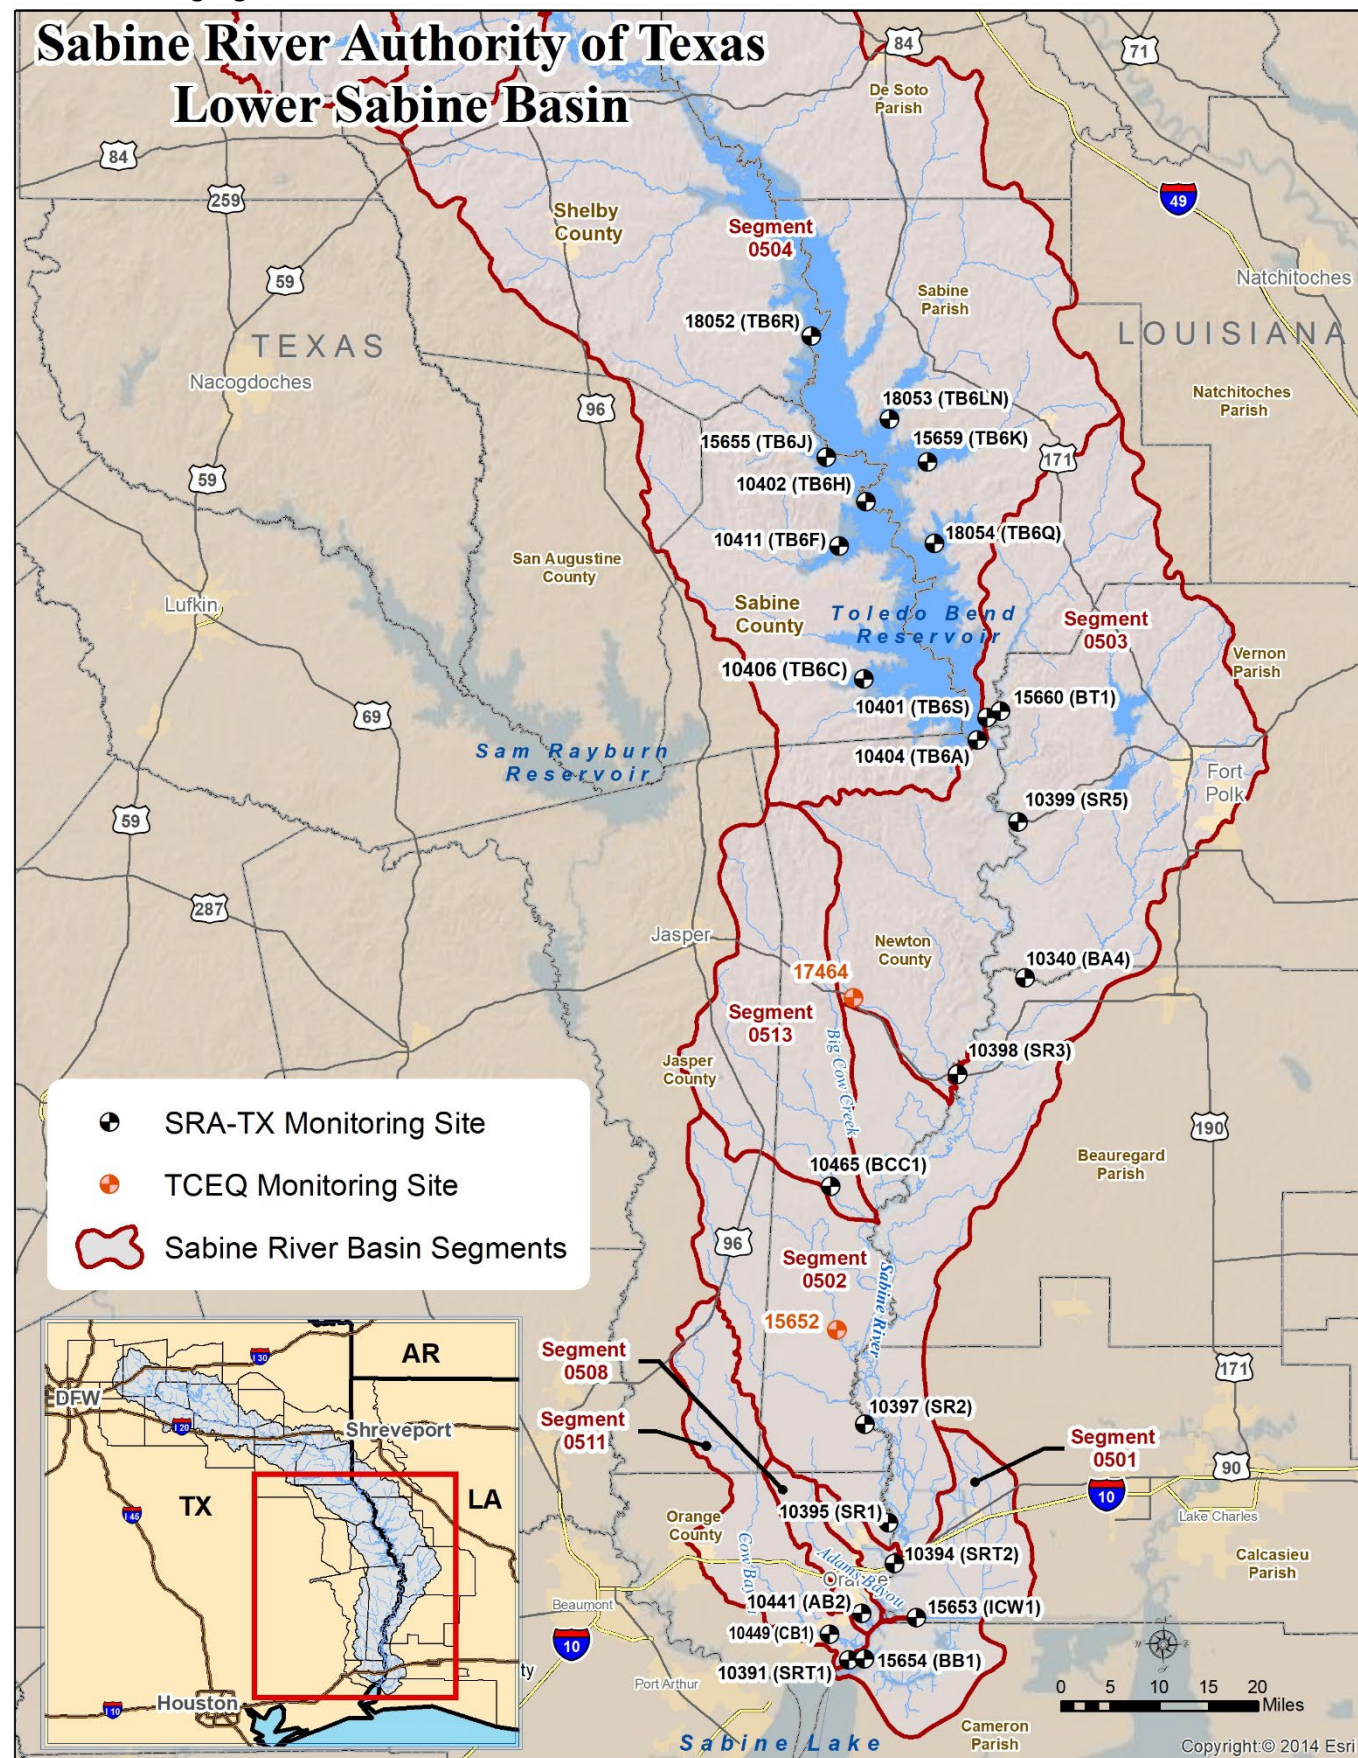 Sabine River Authority of Texas
Lower Sabine Basin
84
71
De Soto
Parish
84
259
49
Shelby
County
Segment
0504
59
Sabine
Parish
Natchitoches
18052 (TB6R)
TEXAS
LOUISIANA
Nacogdoches
Natchitoches
Parish
96
18053 (TB6LN)
15655 (TB6J)
15659 (TB6K)
171
59
10402 (TB6H)
10411 (TB6F)
18054 (TB6Q)
San Augustine
County
Lufkin
Sabine
County
Toledo Bend
Reservoir
Segment
0503
Vernon
Parish
10406 (TB6C)
10401 (TB6S)
15660 (BT1)
69
Sam Rayburn
Reservoir
10404 (TB6A)
Fort
Polk
59
10399 (SR5)
287
Jasper
Newton
County
17464
10340 (BA4)
Segment
0513
Big Cow Creek
10398 (SR3)
Jasper
County
SRA-TX Monitoring Site
TCEQ Monitoring Site
Sabine River Basin Segments
190
Beauregard
Parish
10465 (BCC1)
96
Segment
0502
Sabine River
15652
Segment
0508
171
10397 (SR2)
Segment
0511
Segment
0501
90
10
Lake Charles
10395 (SR1)
Orange
County
Cow Bayou
Adams Bayou
10394 (SRT2)
Calcasieu
Parish
Orange
10441 (AB2)
15653 (ICW1)
Beaumont
10449 (CB1)
10
10391 (SRT1)
15654 (BB1)
Port Arthur
Sabine Lake
Cameron
Parish
0 5 10 15 20
Miles
Copyright:© 2014 Esri
I 30
AR
DFW
I 20
Shreveport
TX
LA
I 45
Houston
I 10
ty